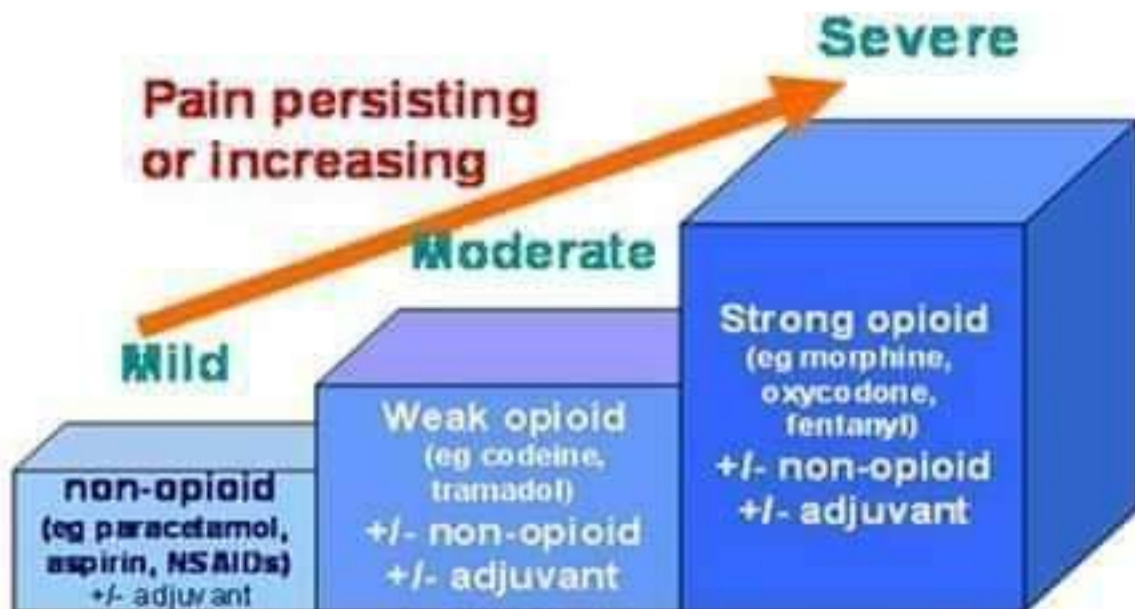 Severe
Pain persisting
or increasing
Moderate
Mild
Strong opioid
(eg morphine,
oxycodone,
fentanyl)
+/- non-opioid
+/- adjuvant
Weak opioid
(eg codeine,
tramadol)
+/- non-opioid
+/- adjuvant
non-opioid
(eg paracetamol,
aspirin, NSAIDs)
+/- adjuvant